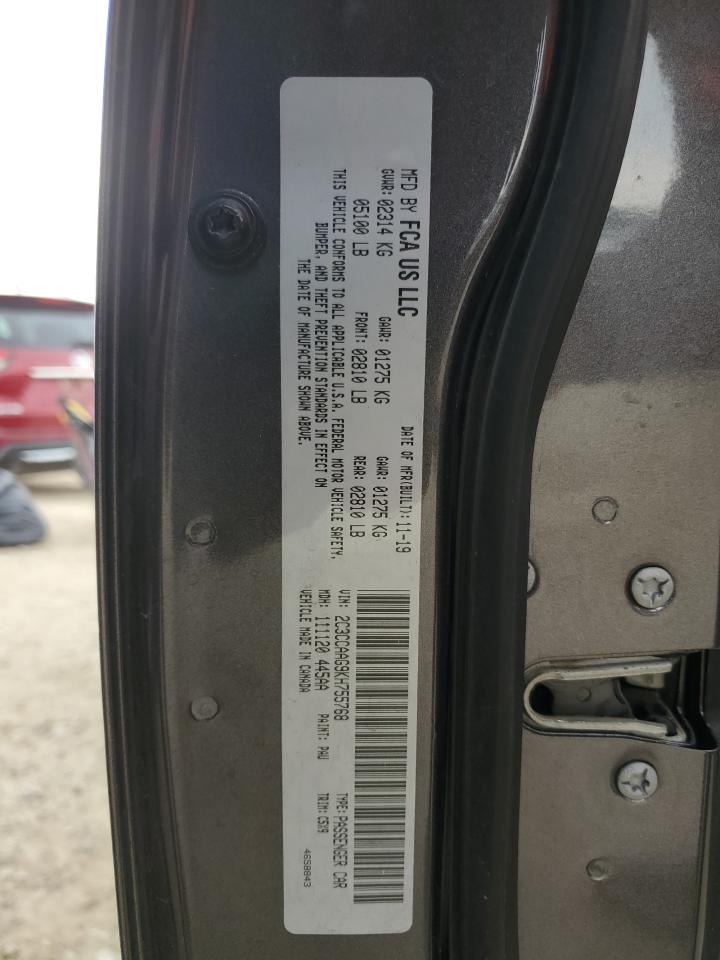 MFD BY FCA US LLC
DATE OF MFR(BUILT): 11-19
GVWR: 02314 KG GAWR: 01275 KG GAWR: 01275 KG
05100 LB FRONT: 02810 LB REAR: 02810 LB
THIS VEHICLE CONFORMS TO ALL APPLICABLE U.S.A. FEDERAL MOTOR VEHICLE SAFETY,
BUMPER, AND THEFT PREVENTION STANDARDS IN EFFECT ON
THE DATE OF MANUFACTURE SHOWN ABOVE.
VIN: 2C3CCAAG9KH755768 TYPE: PASSENGER CAR
MDH: 111120 445AA PAINT: PAU TRIM: C5X9
VEHICLE MADE IN CANADA 4658843